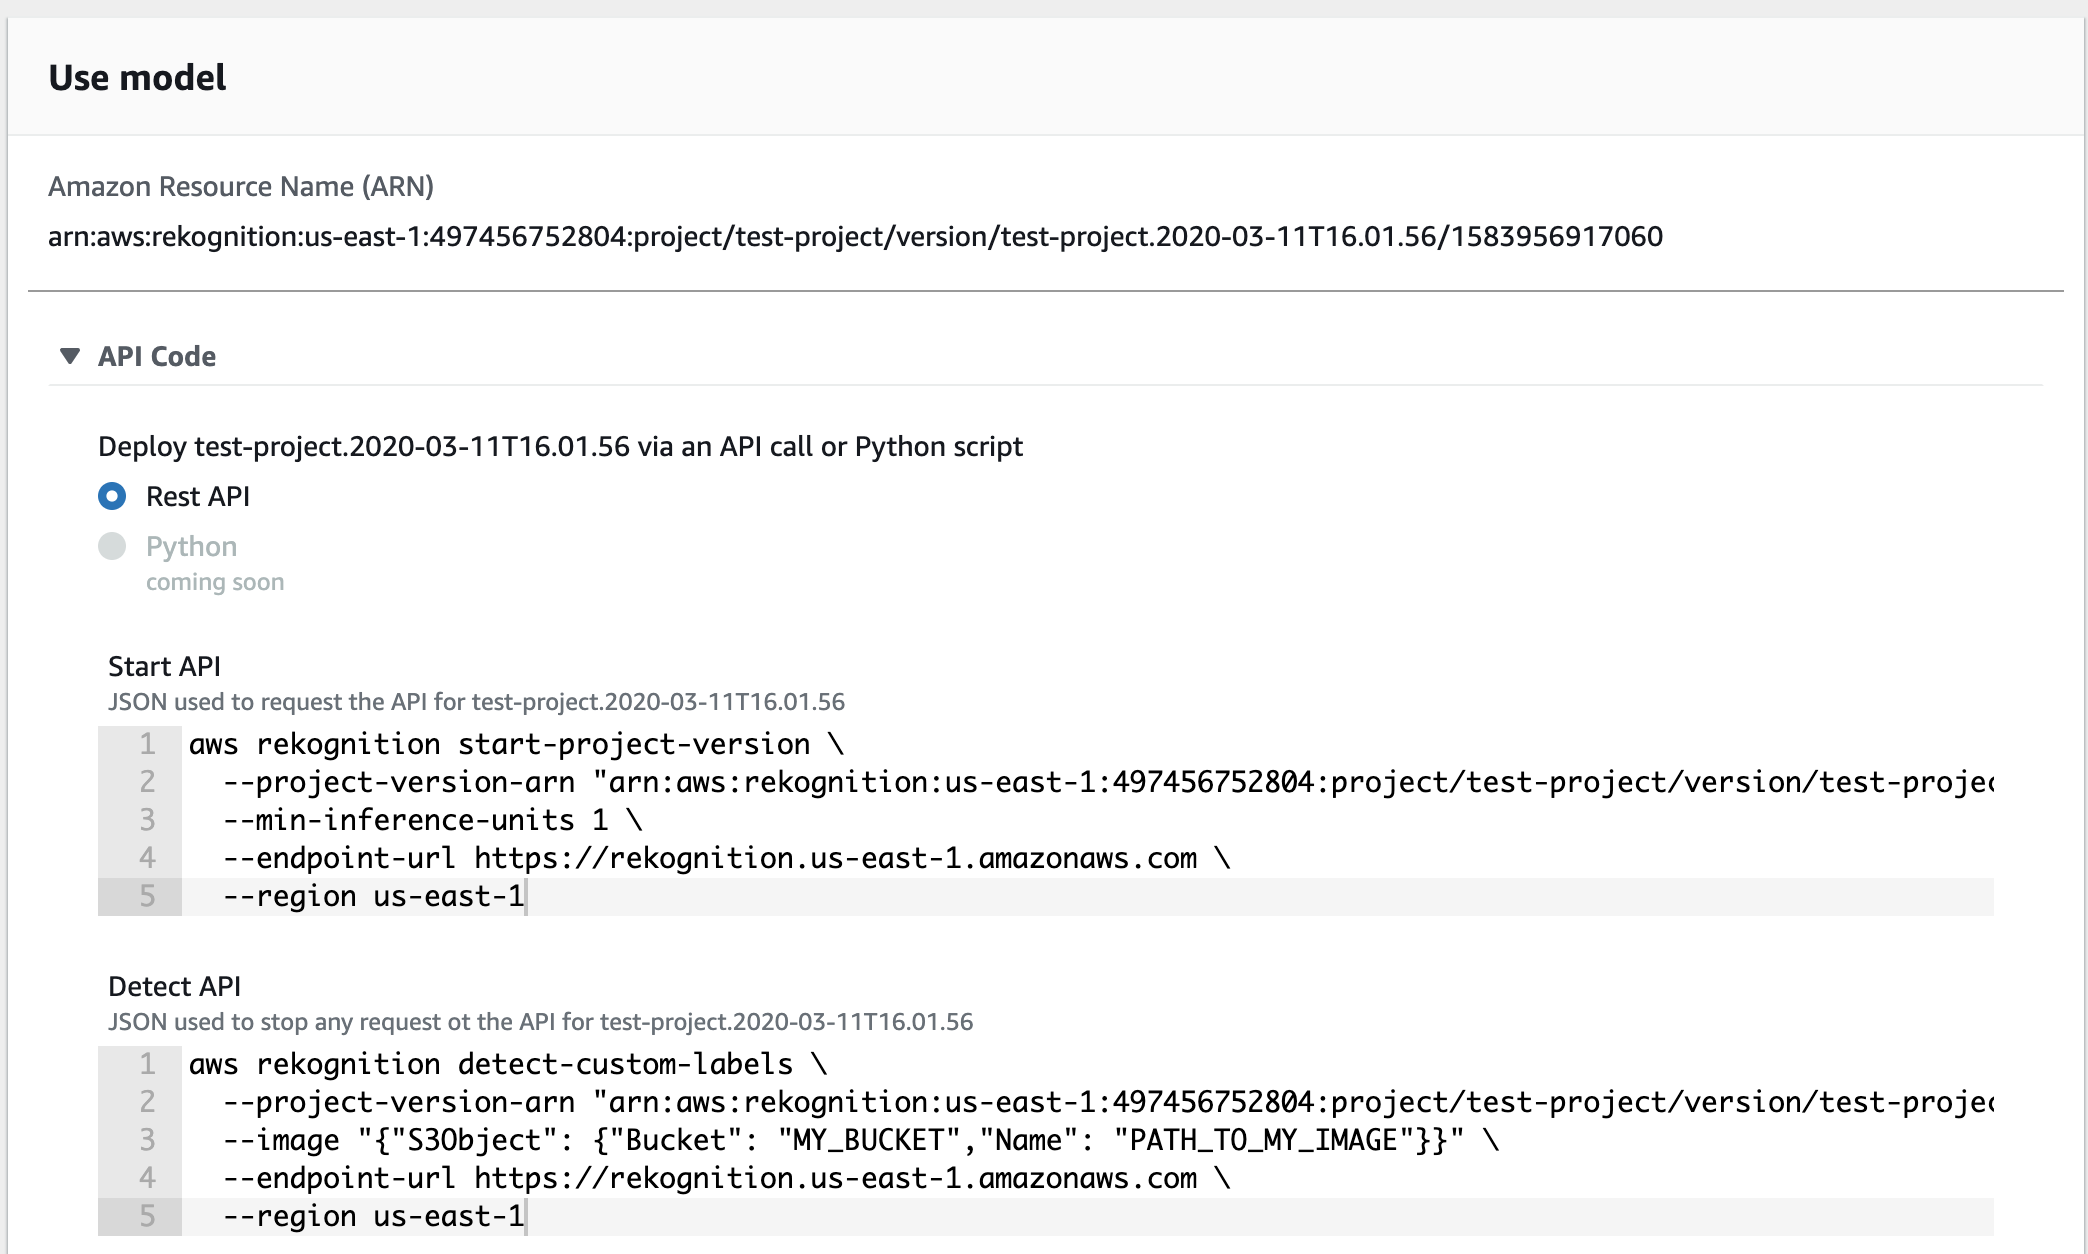 Use model
Amazon Resource Name (ARN)
arn:aws:rekognition:us-east-1:497456752804:project/test-project/version/test-project.2020-03-11T16.01.56/1583956917060
▼ API Code
Deploy test-project.2020-03-11T16.01.56 via an API call or Python script
Rest API
Python
coming soon
Start API
JSON used to request the API for test-project.2020-03-11T16.01.56
1 aws rekognition start-project-version \
2   --project-version-arn "arn:aws:rekognition:us-east-1:497456752804:project/test-project/version/test-projec
3   --min-inference-units 1 \
4   --endpoint-url https://rekognition.us-east-1.amazonaws.com \
5   --region us-east-1
Detect API
JSON used to stop any request ot the API for test-project.2020-03-11T16.01.56
1 aws rekognition detect-custom-labels \
2   --project-version-arn "arn:aws:rekognition:us-east-1:497456752804:project/test-project/version/test-projec
3   --image "{"S3Object": {"Bucket": "MY_BUCKET","Name": "PATH_TO_MY_IMAGE"}}" \
4   --endpoint-url https://rekognition.us-east-1.amazonaws.com \
5   --region us-east-1